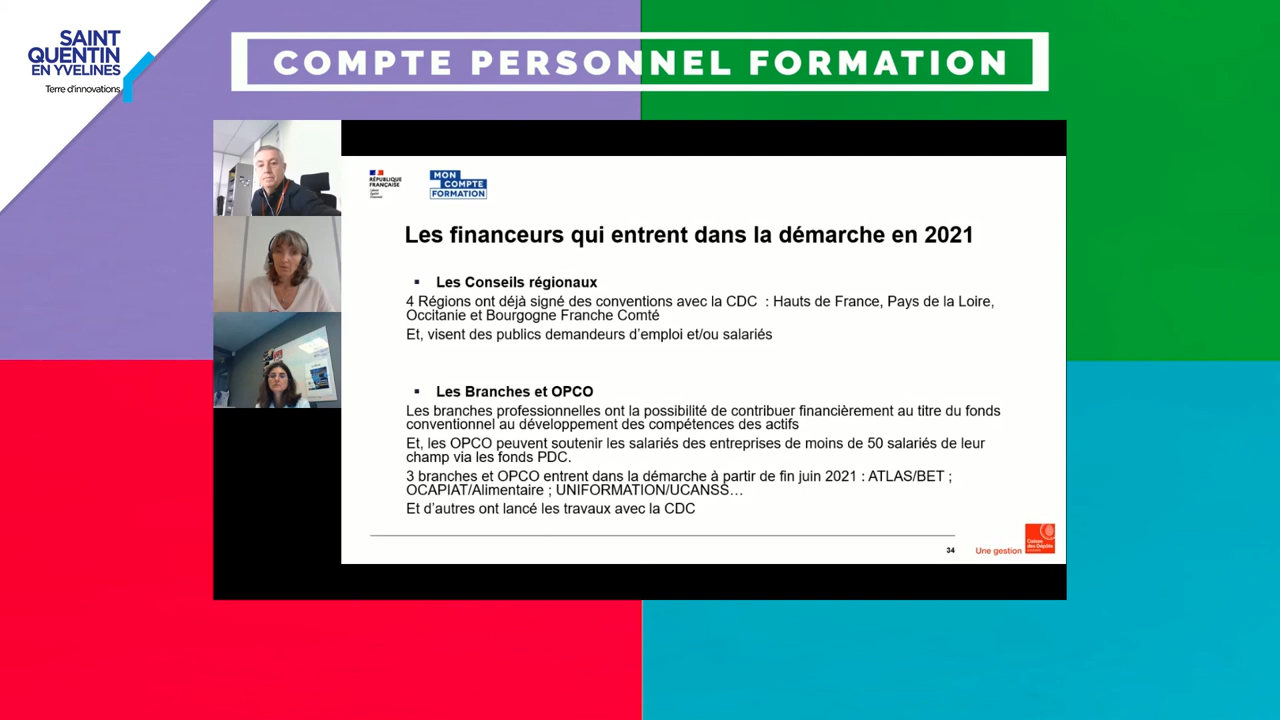 SAINT
QUENTIN
EN YVELINES
Terre d'innovations
COMPTE PERSONNEL FORMATION
RÉPUBLIQUE
FRANÇAISE
MON
COMPTE
FORMATION
Les financeurs qui entrent dans la démarche en 2021
▪ Les Conseils régionaux
4 Régions ont déjà signé des conventions avec la CDC : Hauts de France, Pays de la Loire,
Occitanie et Bourgogne Franche Comté
Et, visent des publics demandeurs d'emploi et/ou salariés
▪ Les Branches et OPCO
Les branches professionnelles ont la possibilité de contribuer financièrement au titre du fonds
conventionnel au développement des compétences des actifs
Et, les OPCO peuvent soutenir les salariés des entreprises de moins de 50 salariés de leur
champ via les fonds PDC.
3 branches et OPCO entrent dans la démarche à partir de fin juin 2021 : ATLAS/BET ;
OCAPIAT/Alimentaire ; UNIFORMATION/UCANSS…
Et d'autres ont lancé les travaux avec la CDC
34
Une gestion
Caisse
des Dépôts